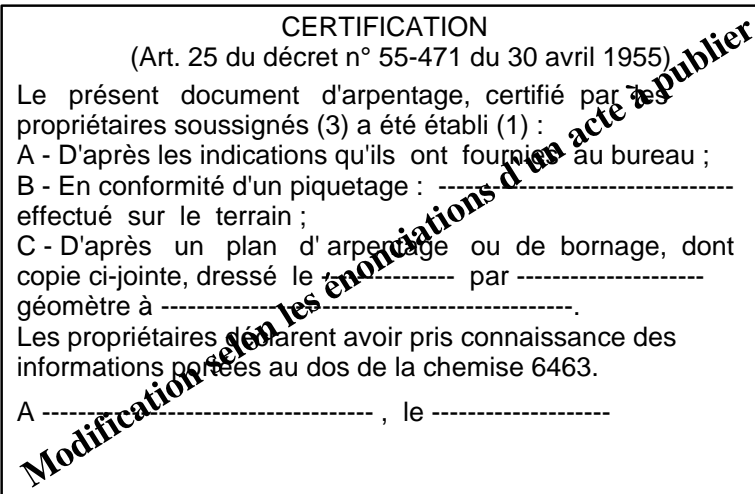 CERTIFICATION
(Art. 25 du décret n° 55-471 du 30 avril 1955)
Le présent document d'arpentage, certifié par les
propriétaires soussignés (3) a été établi (1) :
A - D'après les indications qu'ils ont fournies au bureau ;
B - En conformité d'un piquetage : ---------------------------------
effectué sur le terrain ;
C - D'après un plan d' arpentage ou de bornage, dont
copie ci-jointe, dressé le --------------- par ---------------------
géomètre à -----------------------------------------------.
Les propriétaires déclarent avoir pris connaissance des
informations portées au dos de la chemise 6463.
A ------------------------------------- , le --------------------
Modification selon les énonciations d'un acte à publier